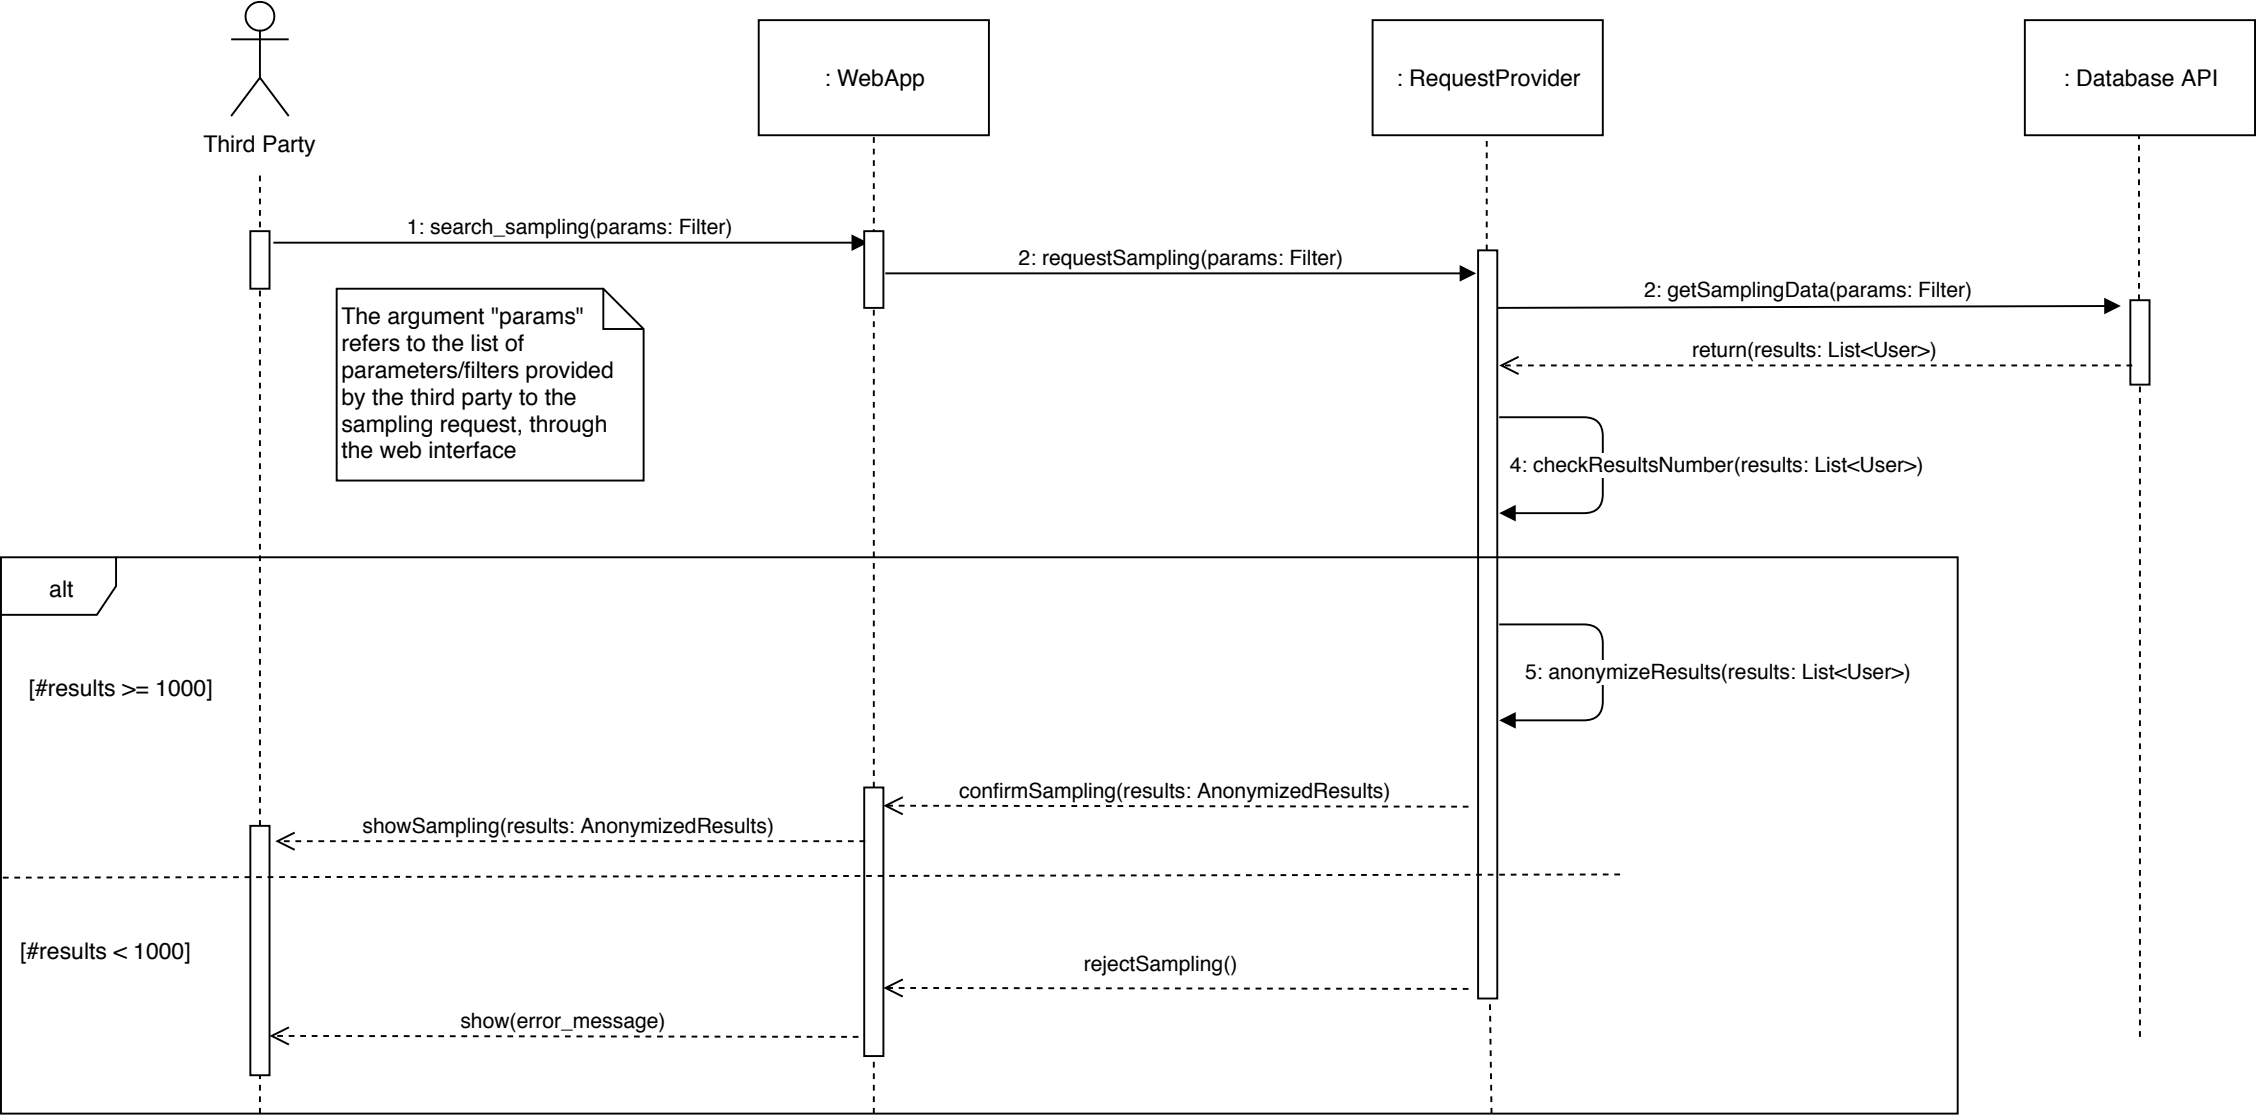 Third Party
: WebApp
: RequestProvider
: Database API
1: search_sampling(params: Filter)
2: requestSampling(params: Filter)
2: getSamplingData(params: Filter)
The argument "params"
refers to the list of
parameters/filters provided
by the third party to the
sampling request, through
the web interface
return(results: List<User>)
4: checkResultsNumber(results: List<User>)
alt
[#results >= 1000]
5: anonymizeResults(results: List<User>)
confirmSampling(results: AnonymizedResults)
showSampling(results: AnonymizedResults)
[#results < 1000]
rejectSampling()
show(error_message)